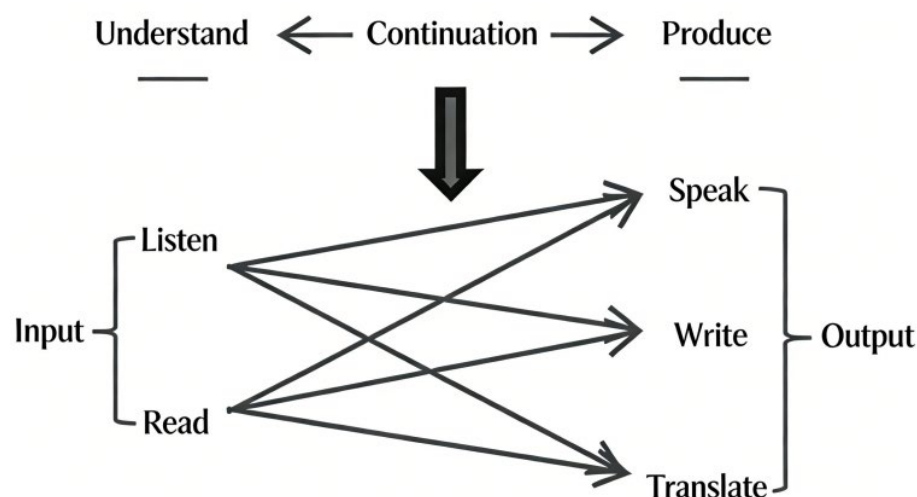 Understand Continuation Produce
Speak
Listen
Input
Write
Output
Read
Translate